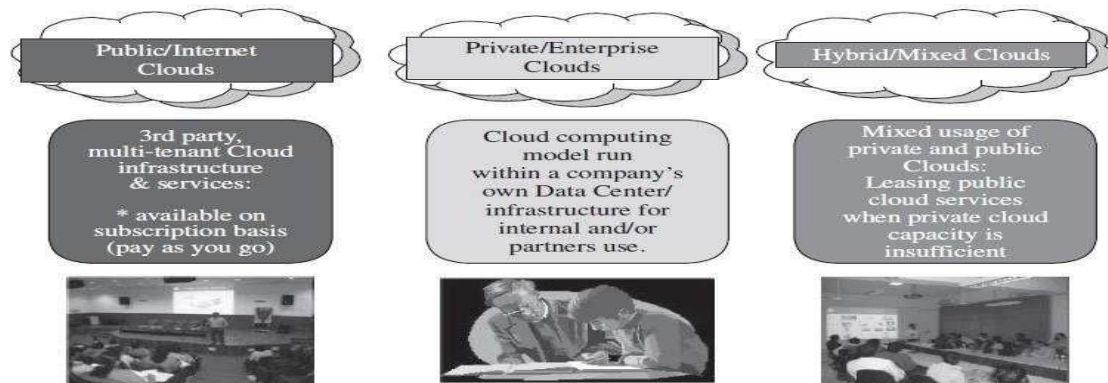 Public/Internet
Clouds
3rd party,
multi-tenant Cloud
infrastructure
& services:
* available on
subscription basis
(pay as you go)
Private/Enterprise
Clouds
Cloud computing
model run
within a company's
own Data Center/
infrastructure for
internal and/or
partners use.
Hybrid/Mixed Clouds
Mixed usage of
private and public
Clouds:
Leasing public
cloud services
when private cloud
capacity is
insufficient